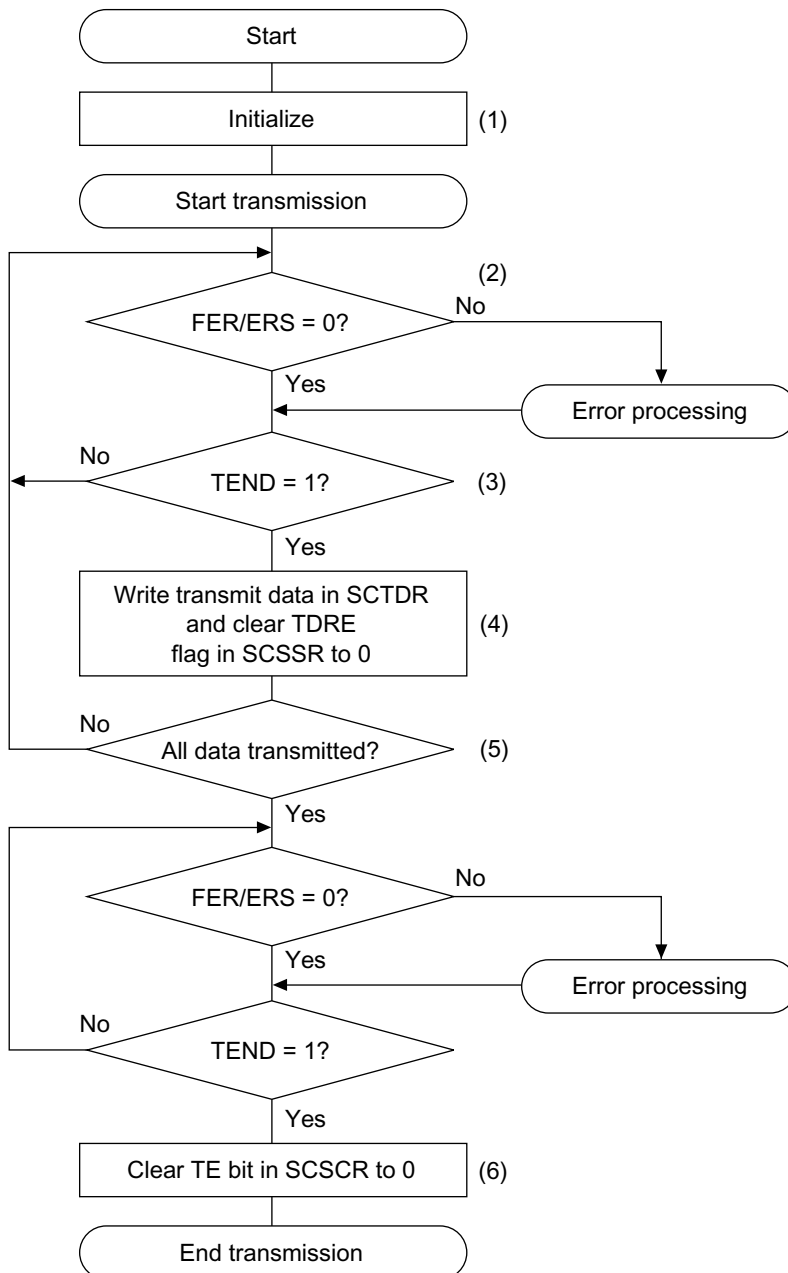 Start
Initialize
(1)
Start transmission
(2)
FER/ERS = 0?
No
Yes
Error processing
No
TEND = 1?
(3)
Yes
Write transmit data in SCTDR
and clear TDRE
flag in SCSSR to 0
(4)
No
All data transmitted?
(5)
Yes
FER/ERS = 0?
No
Yes
Error processing
No
TEND = 1?
Yes
Clear TE bit in SCSCR to 0
(6)
End transmission